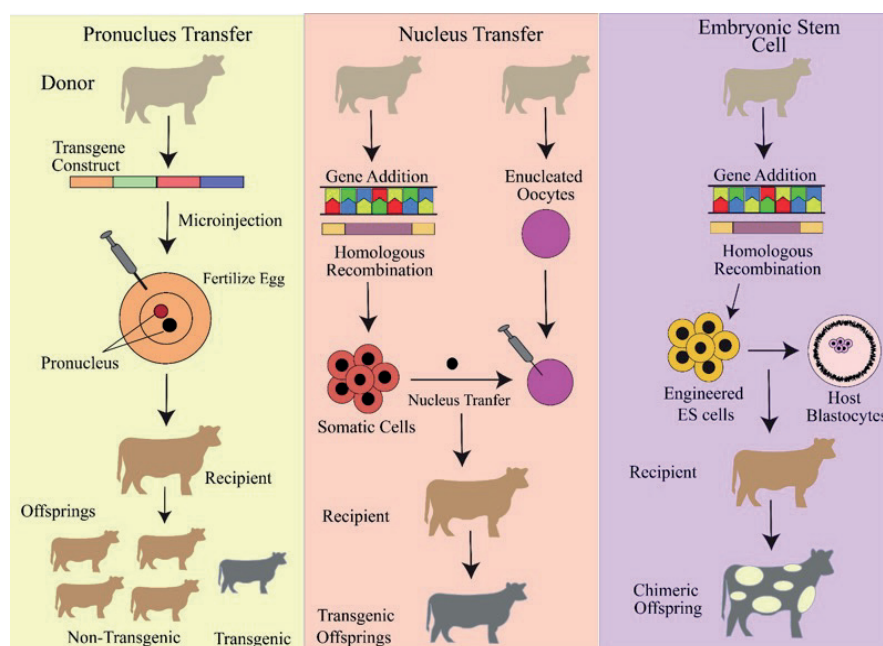 Pronuclues Transfer
Donor
Transgene
Construct
Microinjection
Fertilize Egg
Pronucleus
Recipient
Offsprings
Non-Transgenic
Transgenic
Nucleus Transfer
Gene Addition
Homologous
Recombination
Enucleated
Oocytes
Somatic Cells
Nucleus Tranfer
Recipient
Transgenic
Offsprings
Embryonic Stem
Cell
Gene Addition
Homologous
Recombination
Engineered
ES cells
Host
Blastocytes
Recipient
Chimeric
Offspring